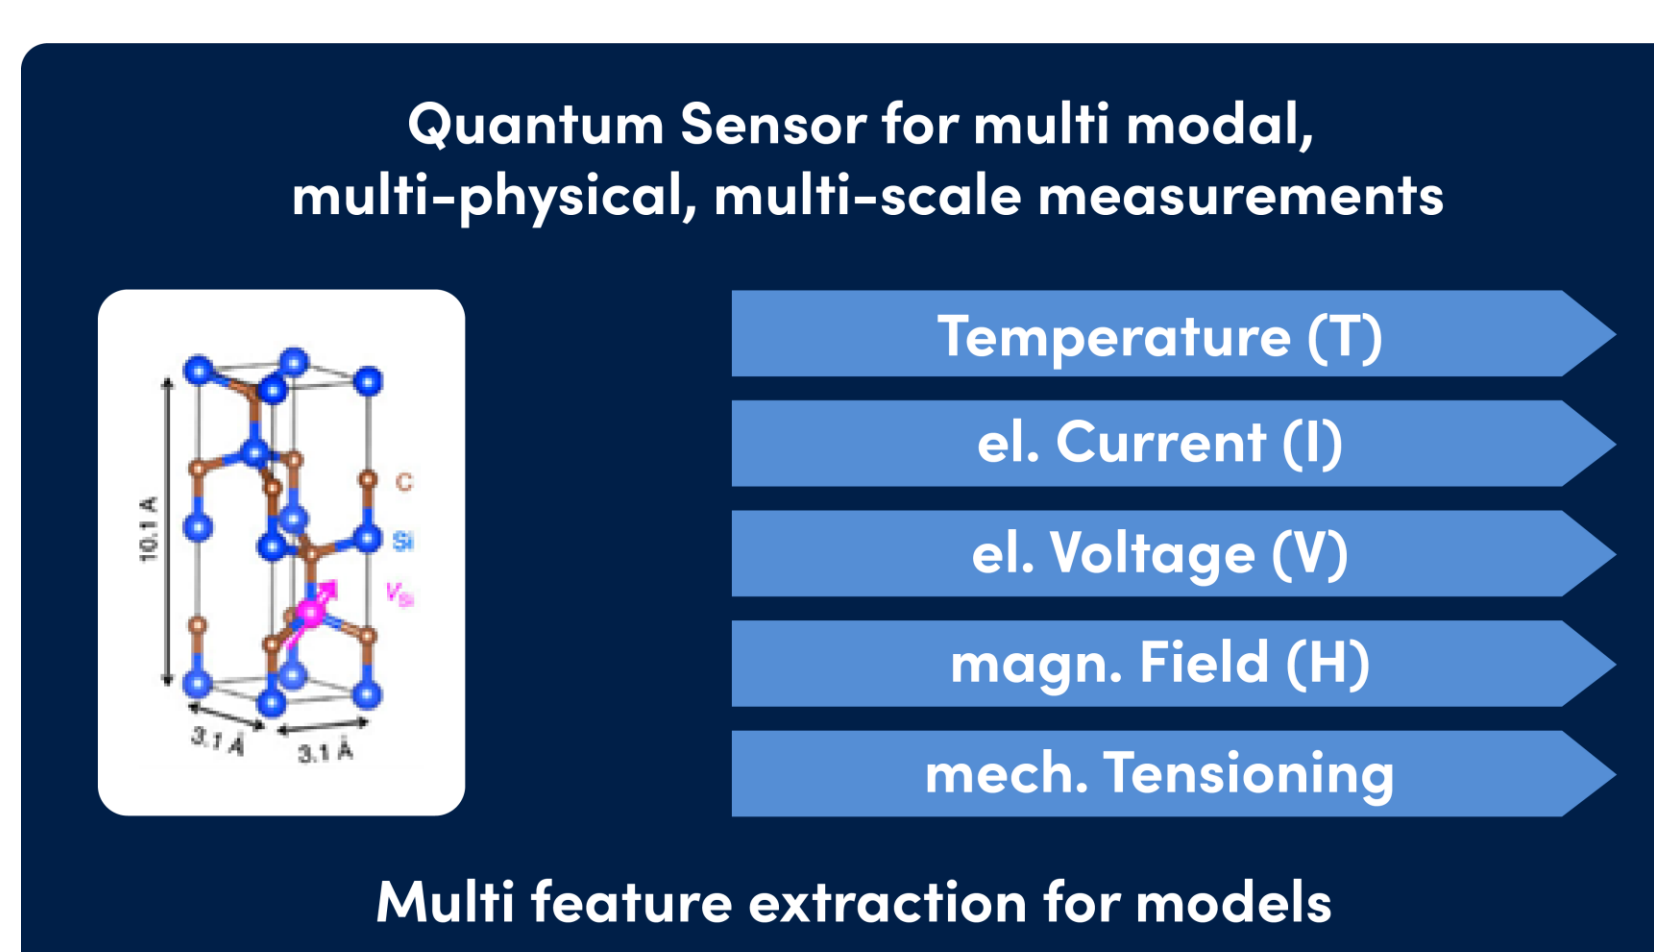 Quantum Sensor for multi modal,
multi-physical, multi-scale measurements
10.1 Å
C
Si
V_Si
3.1 Å
3.1 Å
Temperature (T)
el. Current (I)
el. Voltage (V)
magn. Field (H)
mech. Tensioning
Multi feature extraction for models